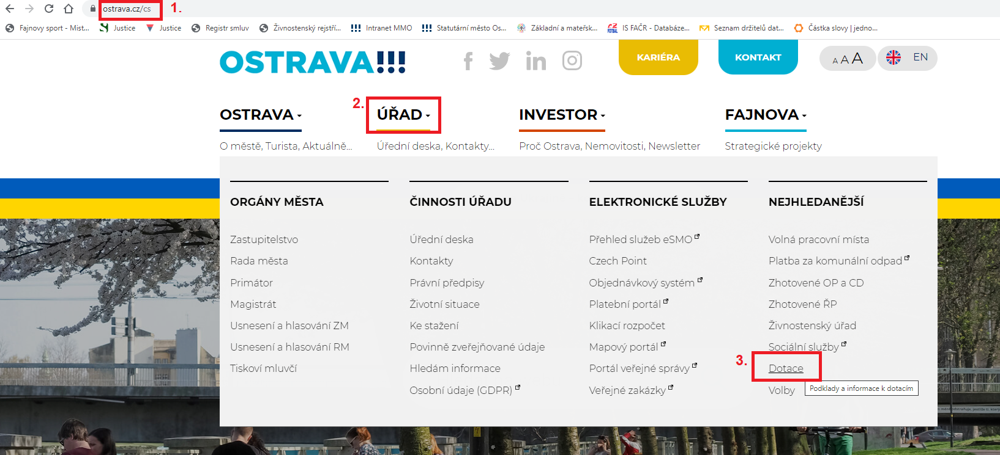 ostrava.cz/cs
1.
Fajnovy sport - Mist...
Justice
Justice
Registr smluv
Živnostenský rejstří...
Intranet MMO
Statutární město Os...
Základní a mateřsk...
IS FAČR - Databáze...
Seznam držitelů dat...
Částka slovy | jedno...
OSTRAVA!!!
KARIÉRA
KONTAKT
A A A
EN
2.
OSTRAVA
ÚŘAD
INVESTOR
FAJNOVA
O městě, Turista, Aktuálně...
Úřední deska, Kontakty...
Proč Ostrava, Nemovitosti, Newsletter
Strategické projekty
ORGÁNY MĚSTA
Zastupitelstvo
Rada města
Primátor
Magistrát
Usnesení a hlasování ZM
Usnesení a hlasování RM
Tiskoví mluvčí
ČINNOSTI ÚŘADU
Úřední deska
Kontakty
Právní předpisy
Životní situace
Ke stažení
Povinně zveřejňované údaje
Hledám informace
Osobní údaje (GDPR)
ELEKTRONICKÉ SLUŽBY
Přehled služeb eSMO
Czech Point
Objednávkový systém
Platební portál
Klikací rozpočet
Mapový portál
Portál veřejné správy
Veřejné zakázky
NEJHLEDANĚJŠÍ
Volná pracovní místa
Platba za komunální odpad
Zhotovené OP a CD
Zhotovené ŘP
Živnostenský úřad
Sociální služby
3.
Dotace
Volby
Podklady a informace k dotacím